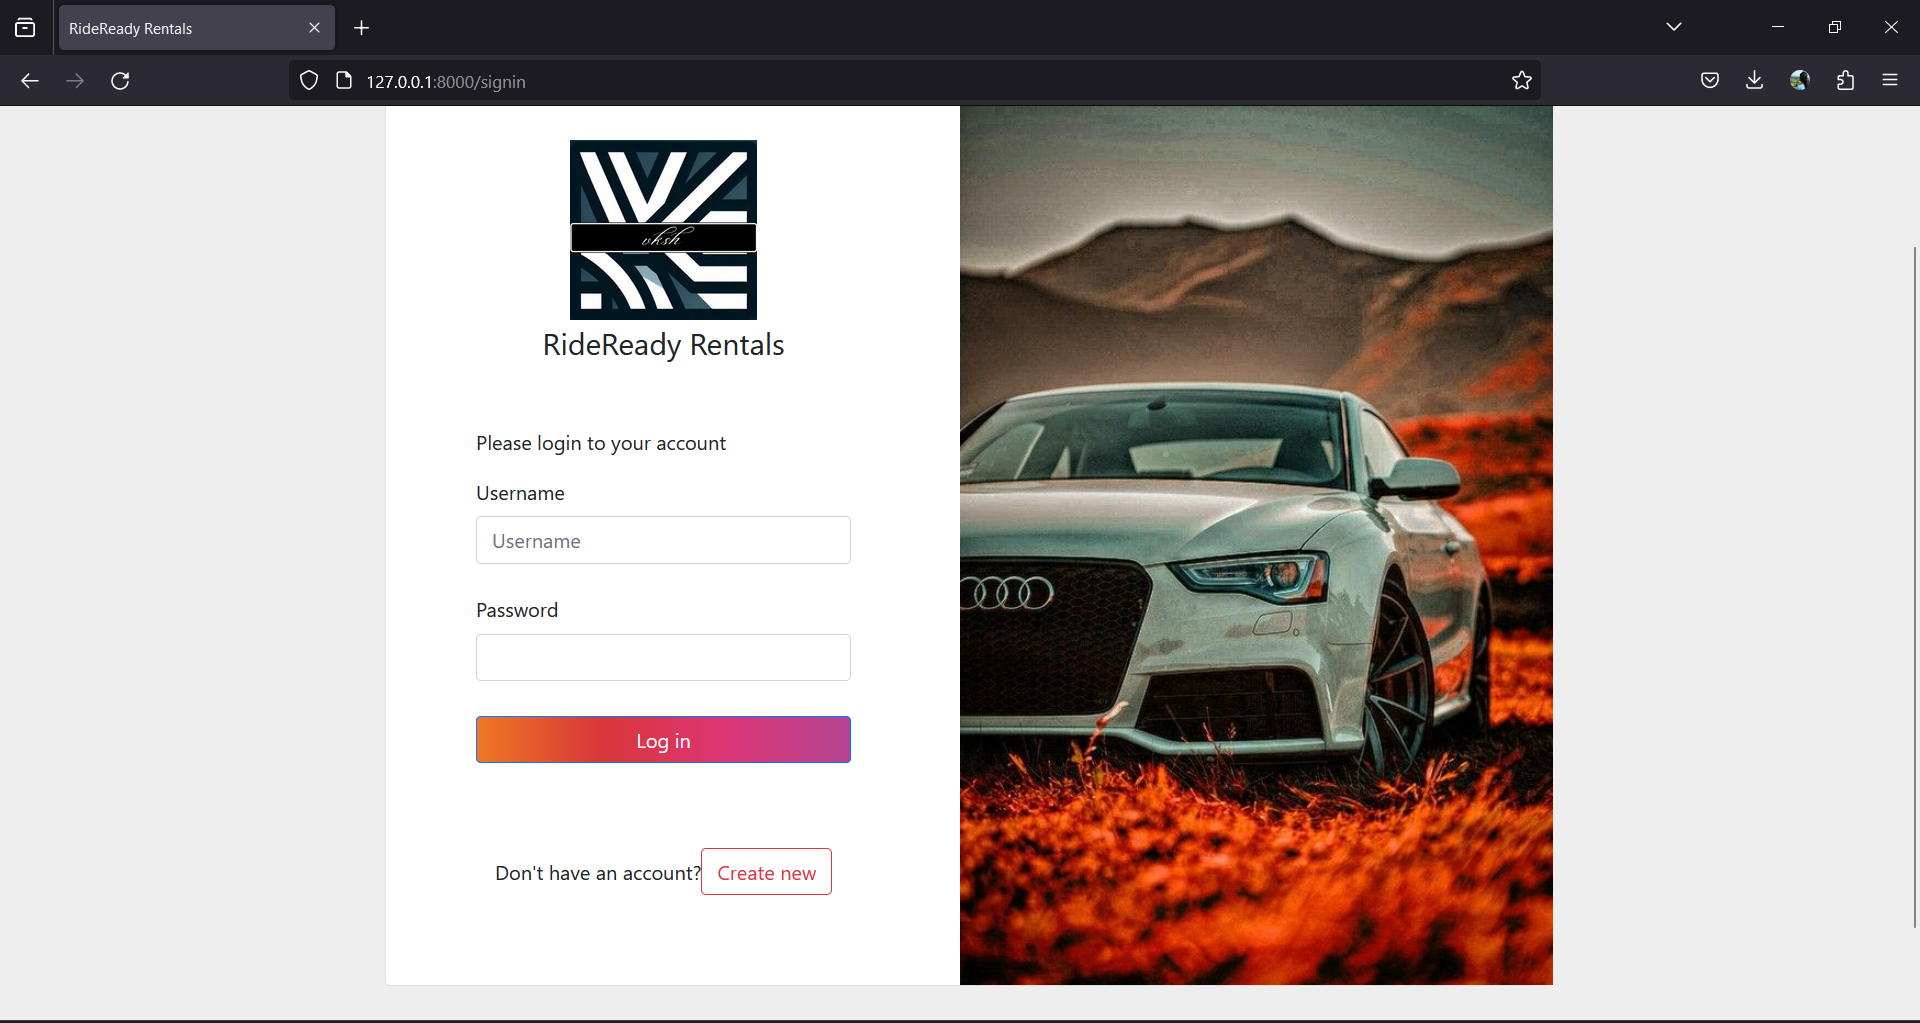 RideReady Rentals
127.0.0.1:8000/signin
vksh
RideReady Rentals
Please login to your account
Username
Username
Password
Log in
Don't have an account? Create new